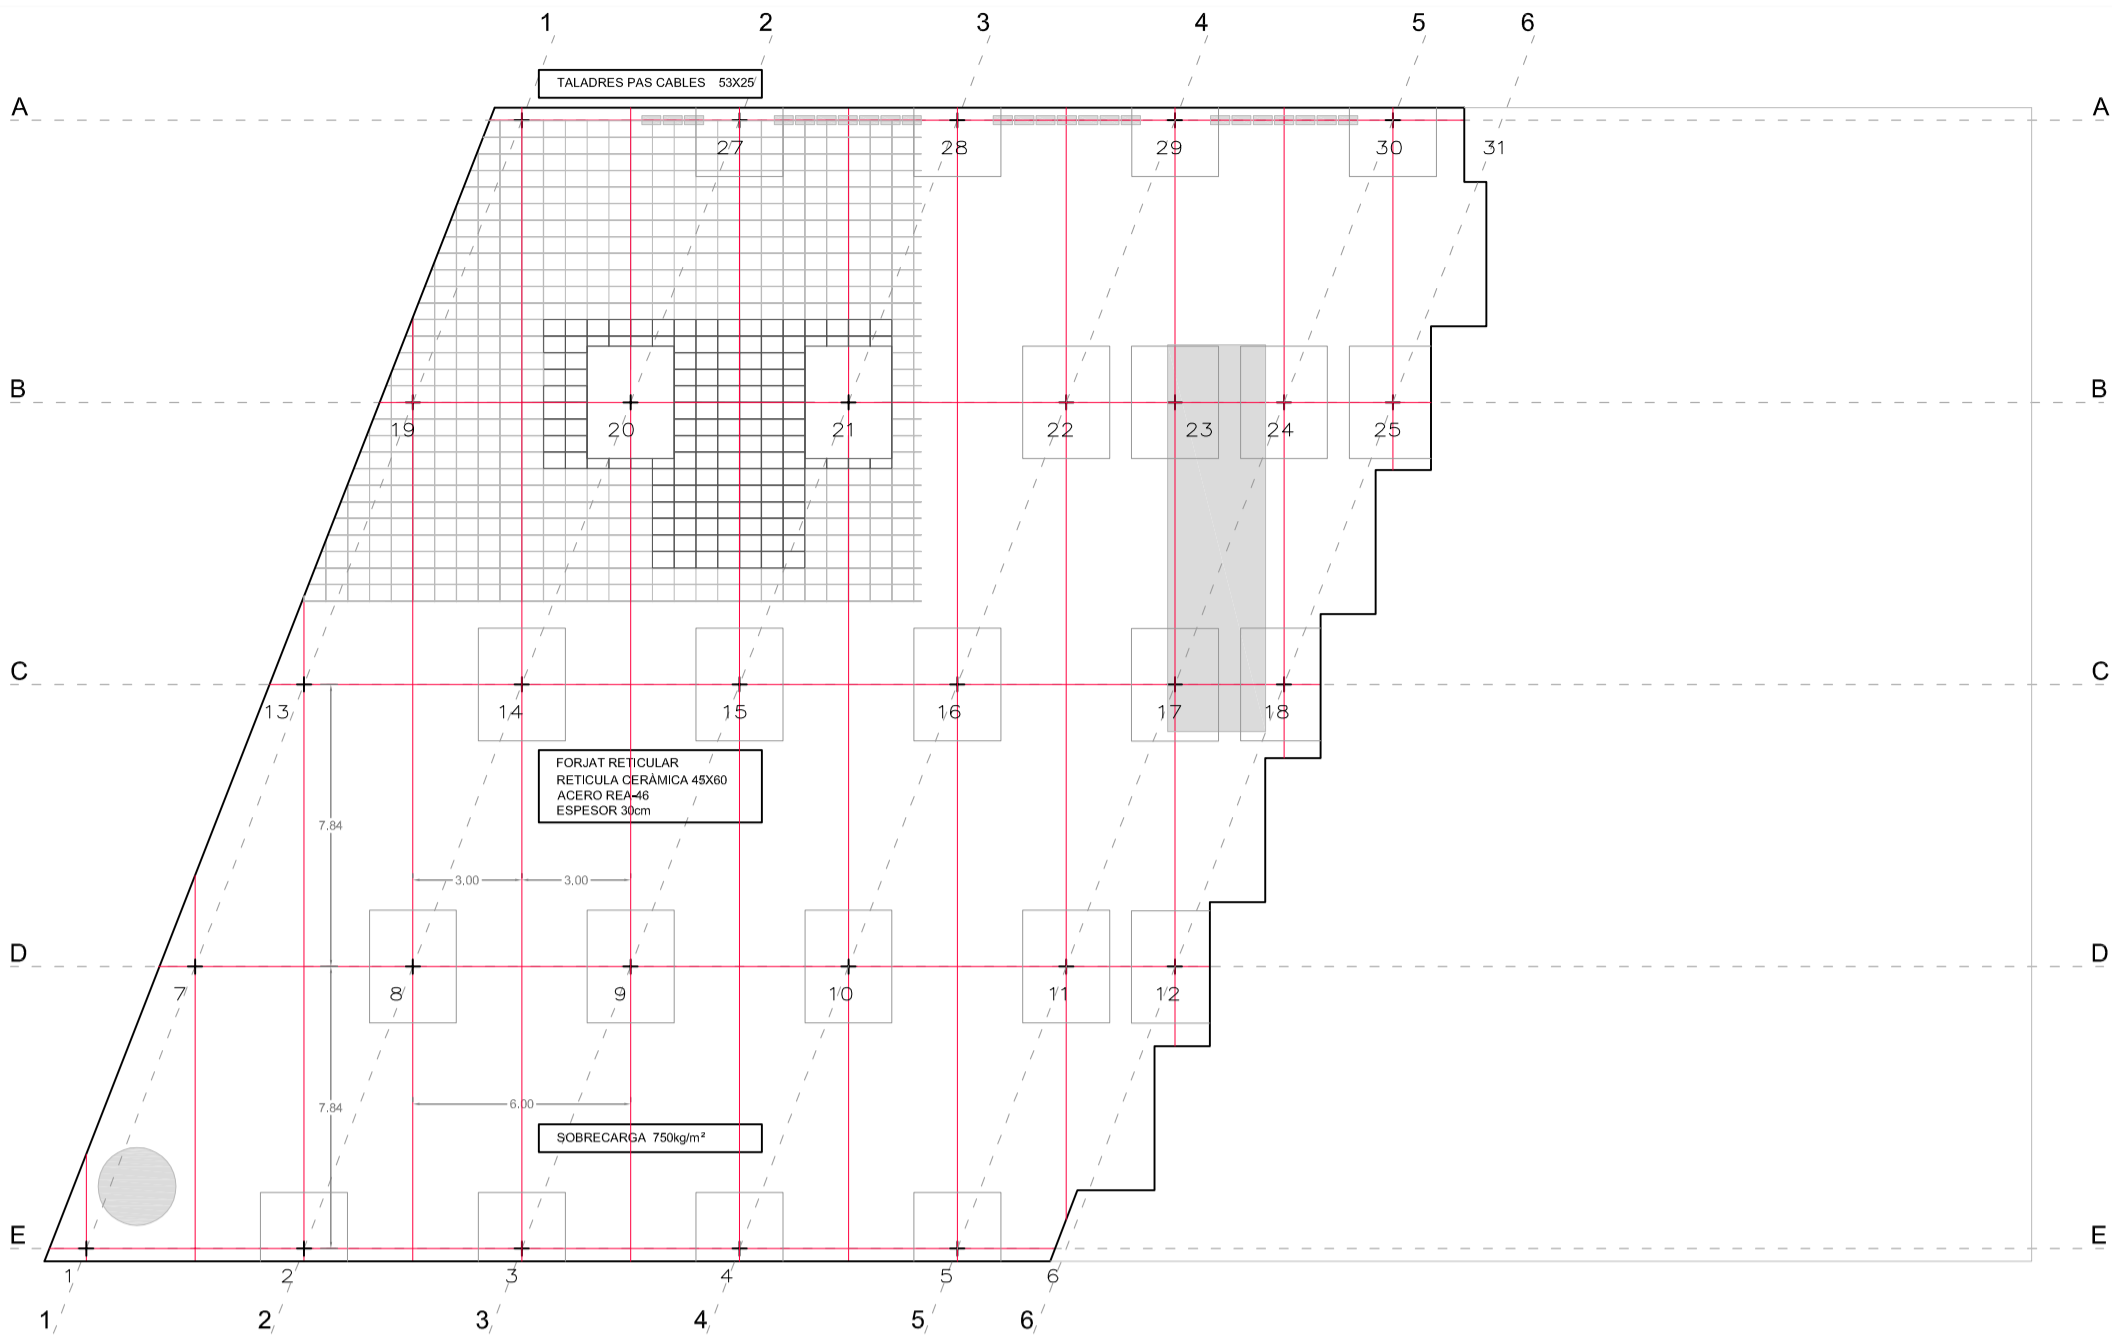 1 2 3 4 5 6
TALADRES PAS CABLES 53X25
A A
27 28 29 30 31
B B
19 20 21 22 23 24 25
C C
13 14 15 16 17 18
FORJAT RETICULAR
RETICULA CERÀMICA 45X60
ACERO REA-46
ESPESOR 30cm
7.84
3.00 3.00
D D
7 8 9 10 11 12
6.00
7.84
SOBRECARGA 750kg/m²
E E
1 2 3 4 5 6
1 2 3 4 5 6